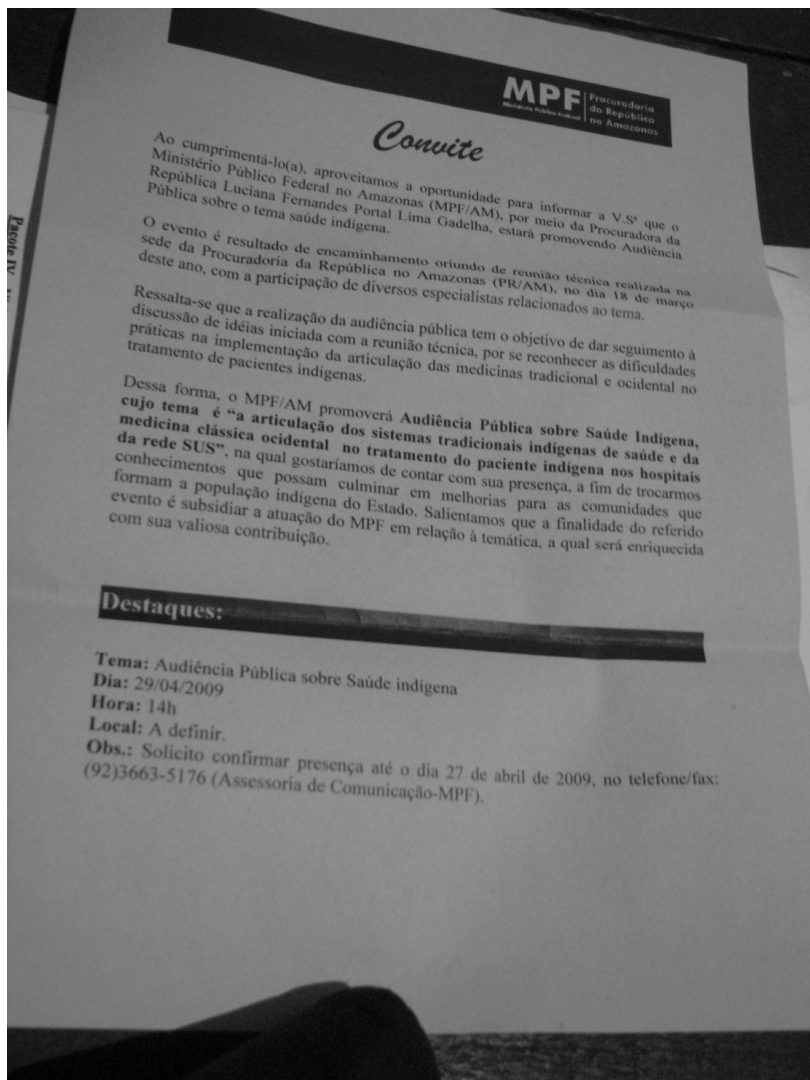 MPF
Ministério Público Federal
Procuradoria
da República
no Amazonas
Convite
Ao cumprimentá-lo(a), aproveitamos a oportunidade para informar a V.Sª que o
Ministério Público Federal no Amazonas (MPF/AM), por meio da Procuradora da
República Luciana Fernandes Portal Lima Gadelha, estará promovendo Audiência
Pública sobre o tema saúde indígena.
O evento é resultado de encaminhamento oriundo de reunião técnica realizada na
sede da Procuradoria da República no Amazonas (PR/AM), no dia 18 de março
deste ano, com a participação de diversos especialistas relacionados ao tema.
Ressalta-se que a realização da audiência pública tem o objetivo de dar seguimento à
discussão de idéias iniciada com a reunião técnica, por se reconhecer as dificuldades
práticas na implementação da articulação das medicinas tradicional e ocidental no
tratamento de pacientes indígenas.
Dessa forma, o MPF/AM promoverá Audiência Pública sobre Saúde Indígena,
cujo tema é “a articulação dos sistemas tradicionais indígenas de saúde e da
medicina clássica ocidental no tratamento do paciente indígena nos hospitais
da rede SUS”, na qual gostaríamos de contar com sua presença, a fim de trocarmos
conhecimentos que possam culminar em melhorias para as comunidades que
formam a população indígena do Estado. Salientamos que a finalidade do referido
evento é subsidiar a atuação do MPF em relação à temática, a qual será enriquecida
com sua valiosa contribuição.
Destaques:
Tema: Audiência Pública sobre Saúde indígena
Dia: 29/04/2009
Hora: 14h
Local: A definir.
Obs.: Solicito confirmar presença até o dia 27 de abril de 2009, no telefone/fax:
(92)3663-5176 (Assessoria de Comunicação-MPF).
Pacote IV